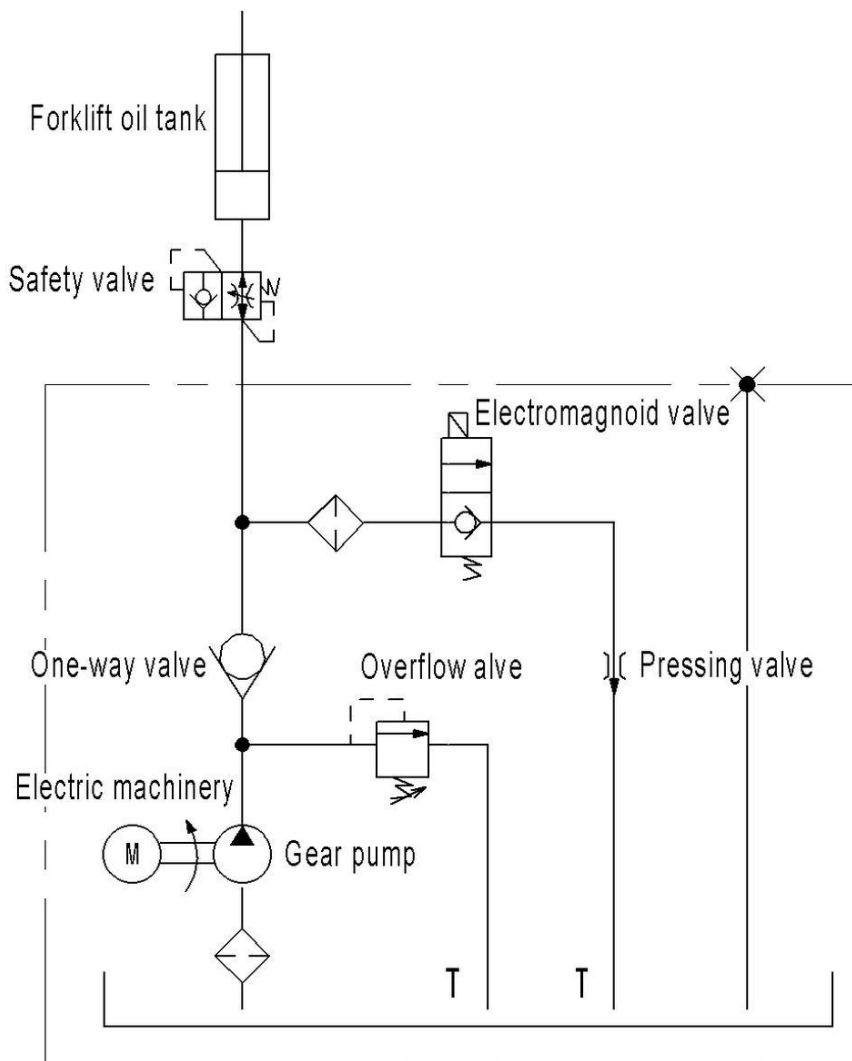 Forklift oil tank
Safety valve
Electromagnoid valve
One-way valve
Overflow alve
Pressing valve
Electric machinery
M
Gear pump
T
T